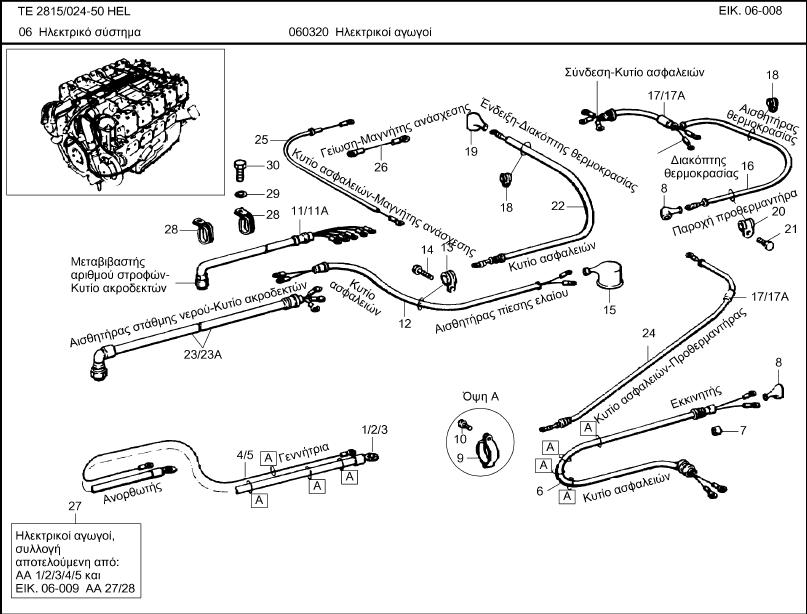 TE 2815/024-50 HEL
ΕΙΚ. 06-008
06 Ηλεκτρικό σύστημα
060320 Ηλεκτρικοί αγωγοί
Σύνδεση-Κυτίο ασφαλειών
18
17/17A
Αισθητήρας
θερμοκρασίας
Ένδειξη-Διακόπτης θερμοκρασίας
19
25
Γείωση-Μαγνήτης ανάσχεσης
26
Κυτίο ασφαλειών-Μαγνήτης ανάσχεσης
Διακόπτης
θερμοκρασίας
16
30
29
28
28
11/11A
18
22
8
Παροχή προθερμαντήρα
20
21
Μεταβιβαστής
αριθμού στροφών-
Κυτίο ακροδεκτών
14
13
Κυτίο ασφαλειών
Κυτίο
ασφαλειών
12
Αισθητήρας πίεσης ελαίου
15
17/17A
Αισθητήρας στάθμης νερού-Κυτίο ακροδεκτών
23/23A
24
Κυτίο ασφαλειών-Προθερμαντήρας
8
Όψη A
10
9
Εκκινητής
7
A
A
A
6
Κυτίο ασφαλειών
1/2/3
4/5
Γεννήτρια
A
A
A
A
Ανορθωτής
27
Ηλεκτρικοί αγωγοί,
συλλογή
αποτελούμενη από:
ΑΑ 1/2/3/4/5 και
ΕΙΚ. 06-009 ΑΑ 27/28